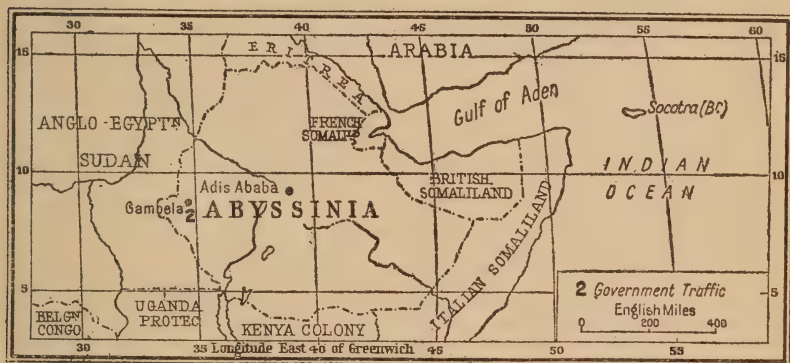 30 35 40 45 50 55 60
15 15
ERITREA
ARABIA
Gulf of Aden
Socotra (Br.)
ANGLO-EGYPTN
SUDAN
FRENCH
SOMALILD
10 10
INDIAN
OCEAN
BRITISH
SOMALILAND
Adis Ababa
Gambela 2
ABYSSINIA
ITALIAN SOMALILAND
5 5
2 Government Traffic
English Miles
0 200 400
BELGN
CONGO
UGANDA
PROTEC
KENYA COLONY
30 35 Longitude East 40 of Greenwich 45 50 55